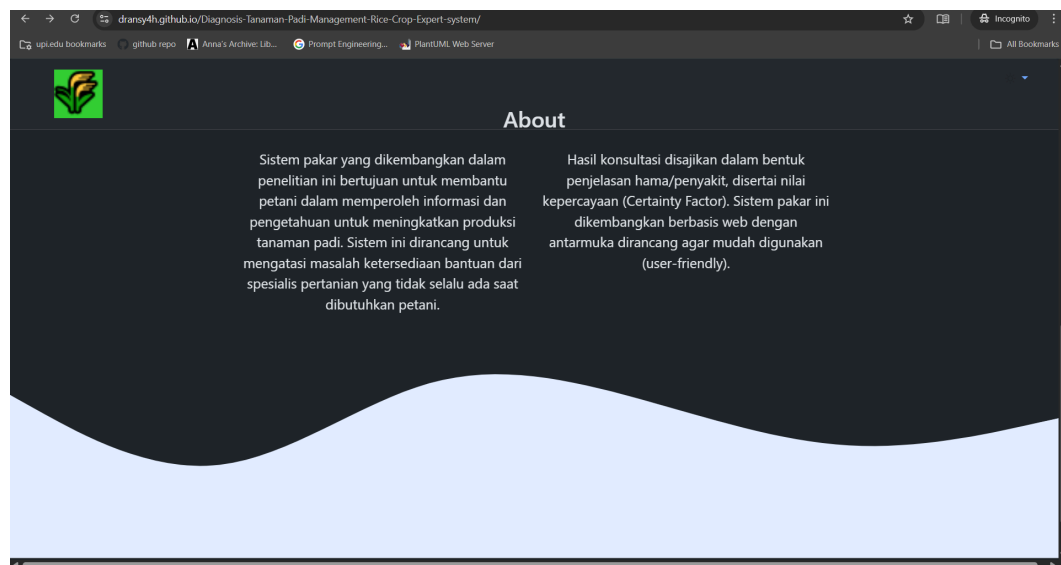 dransy4h.github.io/Diagnosis-Tanaman-Padi-Management-Rice-Crop-Expert-system/
Incognito
upi.edu bookmarks
github repo
Anna's Archive: Lib...
Prompt Engineering...
PlantUML Web Server
All Bookmarks
About
Sistem pakar yang dikembangkan dalam
penelitian ini bertujuan untuk membantu
petani dalam memperoleh informasi dan
pengetahuan untuk meningkatkan produksi
tanaman padi. Sistem ini dirancang untuk
mengatasi masalah ketersediaan bantuan dari
spesialis pertanian yang tidak selalu ada saat
dibutuhkan petani.
Hasil konsultasi disajikan dalam bentuk
penjelasan hama/penyakit, disertai nilai
kepercayaan (Certainty Factor). Sistem pakar ini
dikembangkan berbasis web dengan
antarmuka dirancang agar mudah digunakan
(user-friendly).